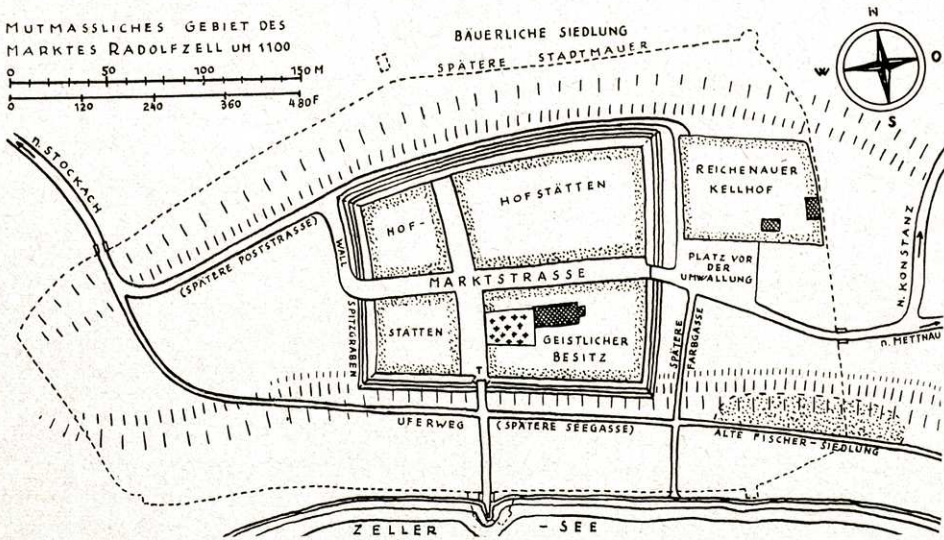 MUTMASSLICHES GEBIET DES
MARKTES RADOLFZELL UM 1100
0 50 100 150 M
0 120 240 360 480F
BÄUERLICHE SIEDLUNG
SPÄTERE STADTMAUER
N
W O
S
n. STOCKACH
(SPÄTERE POSTSTRASSE)
WALL
SPITZGRABEN
HOF-
HOFSTÄTTEN
REICHENAUER
KELLHOF
MARKTSTRASSE
PLATZ VOR
DER
UMWALLUNG
n. KONSTANZ
n. METTNAU
STÄTTEN
GEISTLICHER
BESITZ
SPÄTERE
FARBGASSE
T
UFERWEG (SPÄTERE SEEGASSE)
ALTE FISCHER-SIEDLUNG
ZELLER -SEE